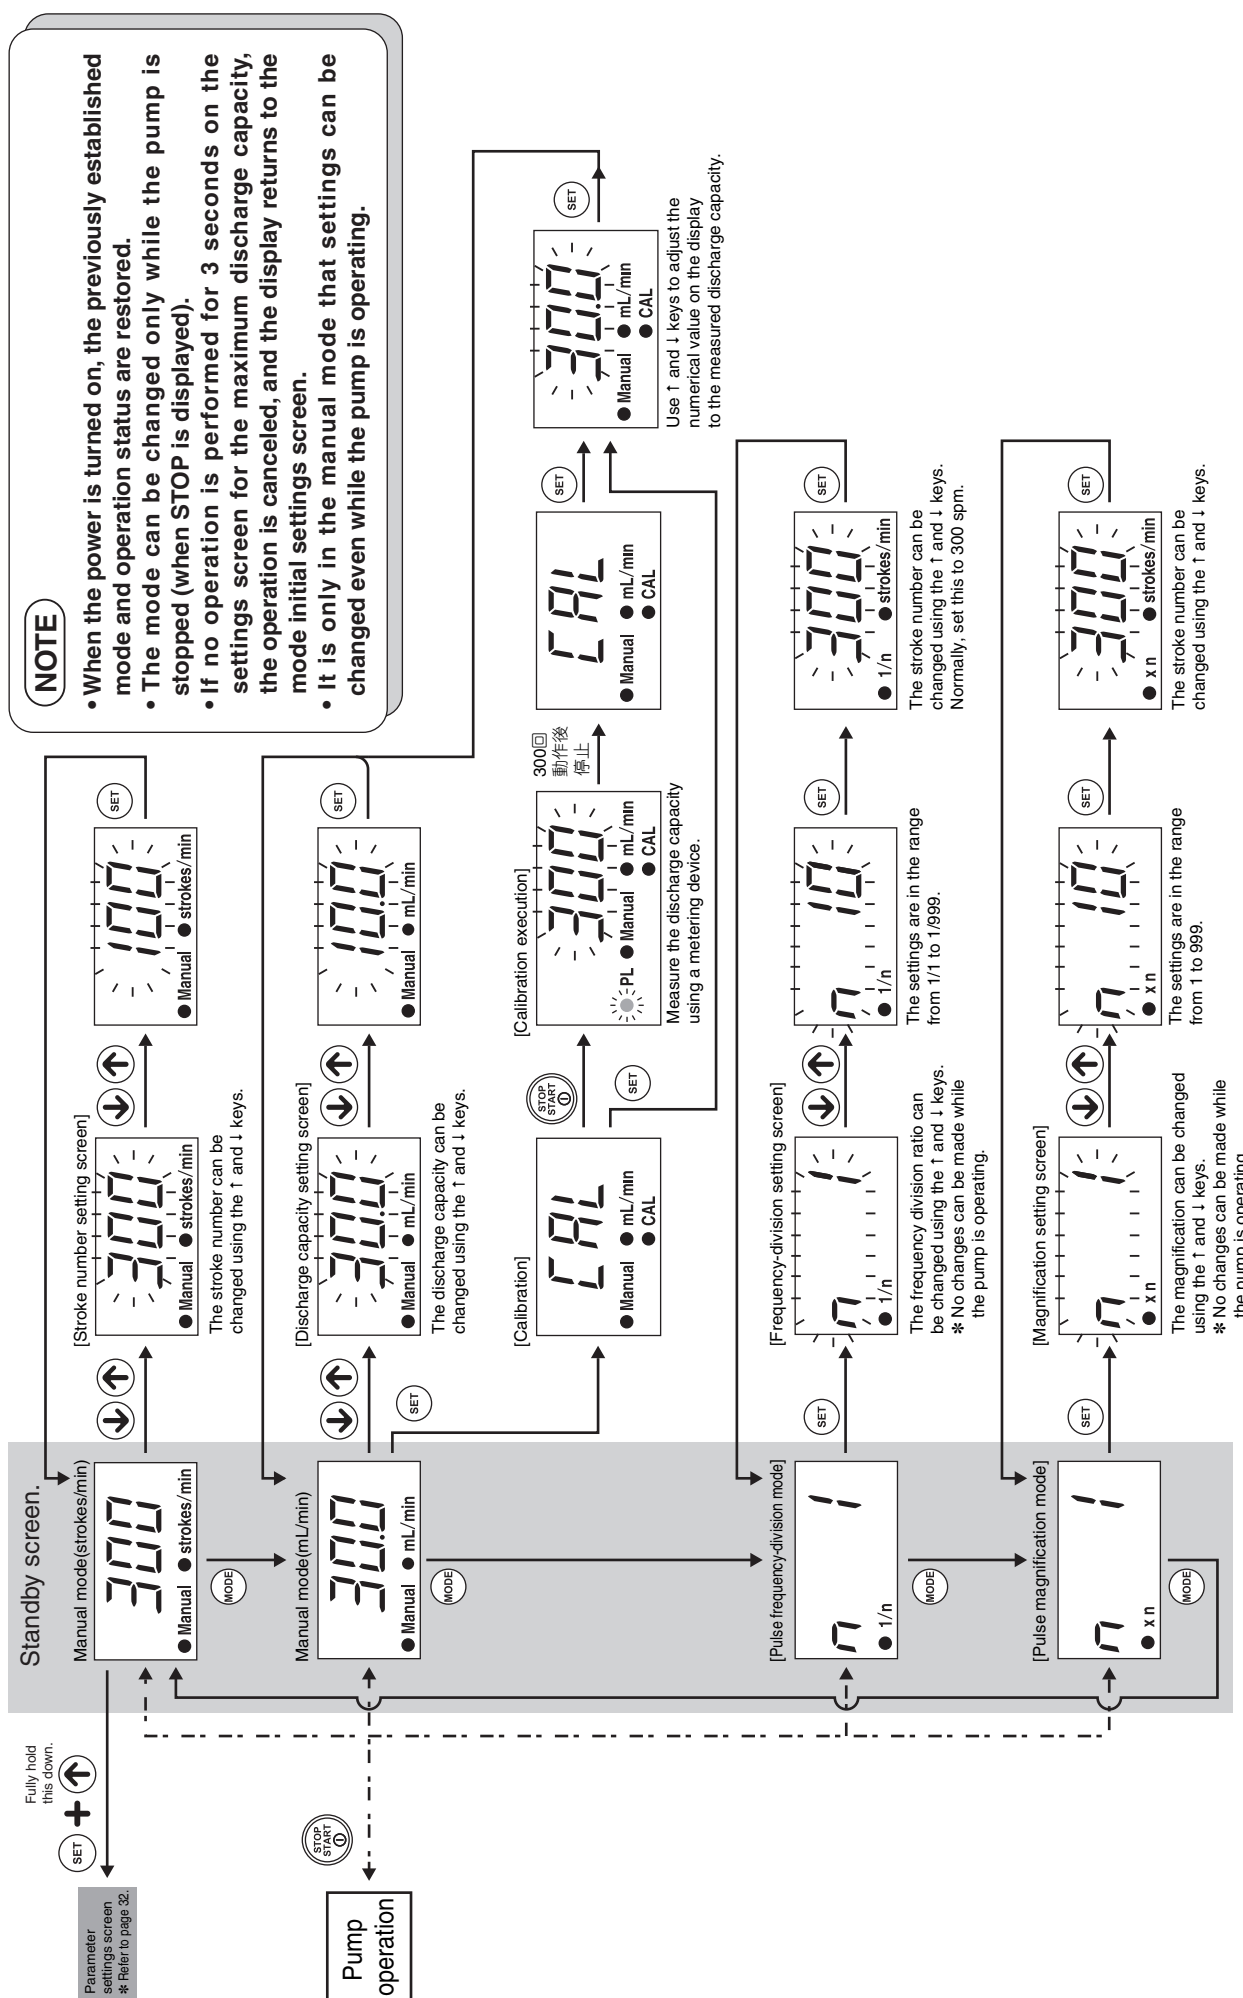 Standby screen.
Fully hold
this down.
SET
+
↑
Parameter
settings screen
✻ Refer to page 32.
STOP
START
Pump
operation
Manual mode(strokes/min)
300
● Manual ● strokes/min
MODE
↓ ↑
[Stroke number setting screen]
300
● Manual ● strokes/min
The stroke number can be
changed using the ↑ and ↓ keys.
↓ ↑
100
● Manual ● strokes/min
SET
Manual mode(mL/min)
30.0
● Manual ● mL/min
MODE
↓ ↑
SET
[Discharge capacity setting screen]
30.0
● Manual ● mL/min
The discharge capacity can be
changed using the ↑ and ↓ keys.
↓ ↑
10.0
● Manual ● mL/min
SET
[Calibration]
CAL
● Manual ● mL/min
● CAL
STOP
START
SET
[Calibration execution]
300
PL ● Manual ● mL/min
● CAL
Measure the discharge capacity
using a metering device.
300回
動作後
停止
CAL
● Manual ● mL/min
● CAL
SET
30.0
● Manual ● mL/min
● CAL
Use ↑ and ↓ keys to adjust the
numerical value on the display
to the measured discharge capacity.
SET
[Pulse frequency-division mode]
n 1
● 1/n
MODE
SET
[Frequency-division setting screen]
n 1
● 1/n
The frequency division ratio can
be changed using the ↑ and ↓ keys.
✻ No changes can be made while
the pump is operating.
↓ ↑
n 10
● 1/n
The settings are in the range
from 1/1 to 1/999.
SET
300
● 1/n ● strokes/min
The stroke number can be
changed using the ↑ and ↓ keys.
Normally, set this to 300 spm.
SET
[Pulse magnification mode]
n 1
● x n
MODE
SET
[Magnification setting screen]
n 1
● x n
The magnification can be changed
using the ↑ and ↓ keys.
✻ No changes can be made while
the pump is operating.
↓ ↑
n 10
● x n
The settings are in the range
from 1 to 999.
SET
300
● x n ● strokes/min
The stroke number can be
changed using the ↑ and ↓ keys.
SET
NOTE
• When the power is turned on, the previously established
mode and operation status are restored.
• The mode can be changed only while the pump is
stopped (when STOP is displayed).
• If no operation is performed for 3 seconds on the
settings screen for the maximum discharge capacity,
the operation is canceled, and the display returns to the
mode initial settings screen.
• It is only in the manual mode that settings can be
changed even while the pump is operating.